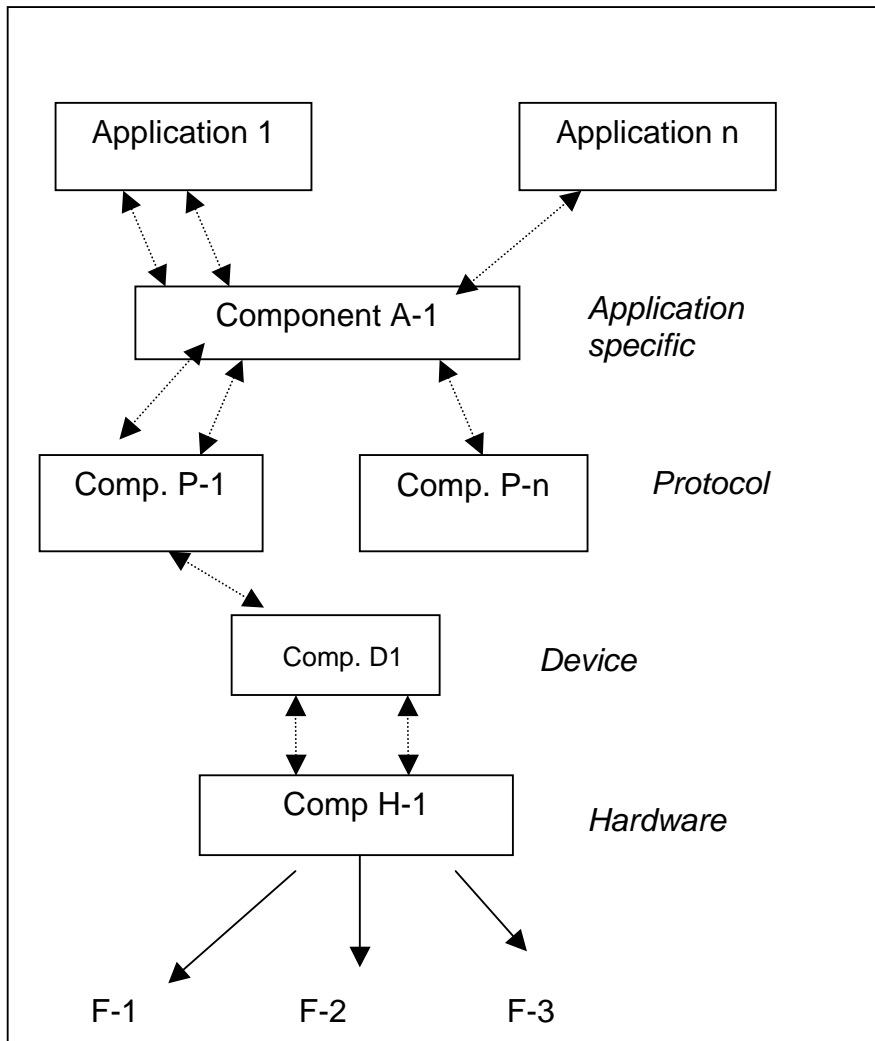 Application 1
Application n
Component A-1
Application
specific
Comp. P-1
Comp. P-n
Protocol
Comp. D1
Device
Comp H-1
Hardware
F-1
F-2
F-3